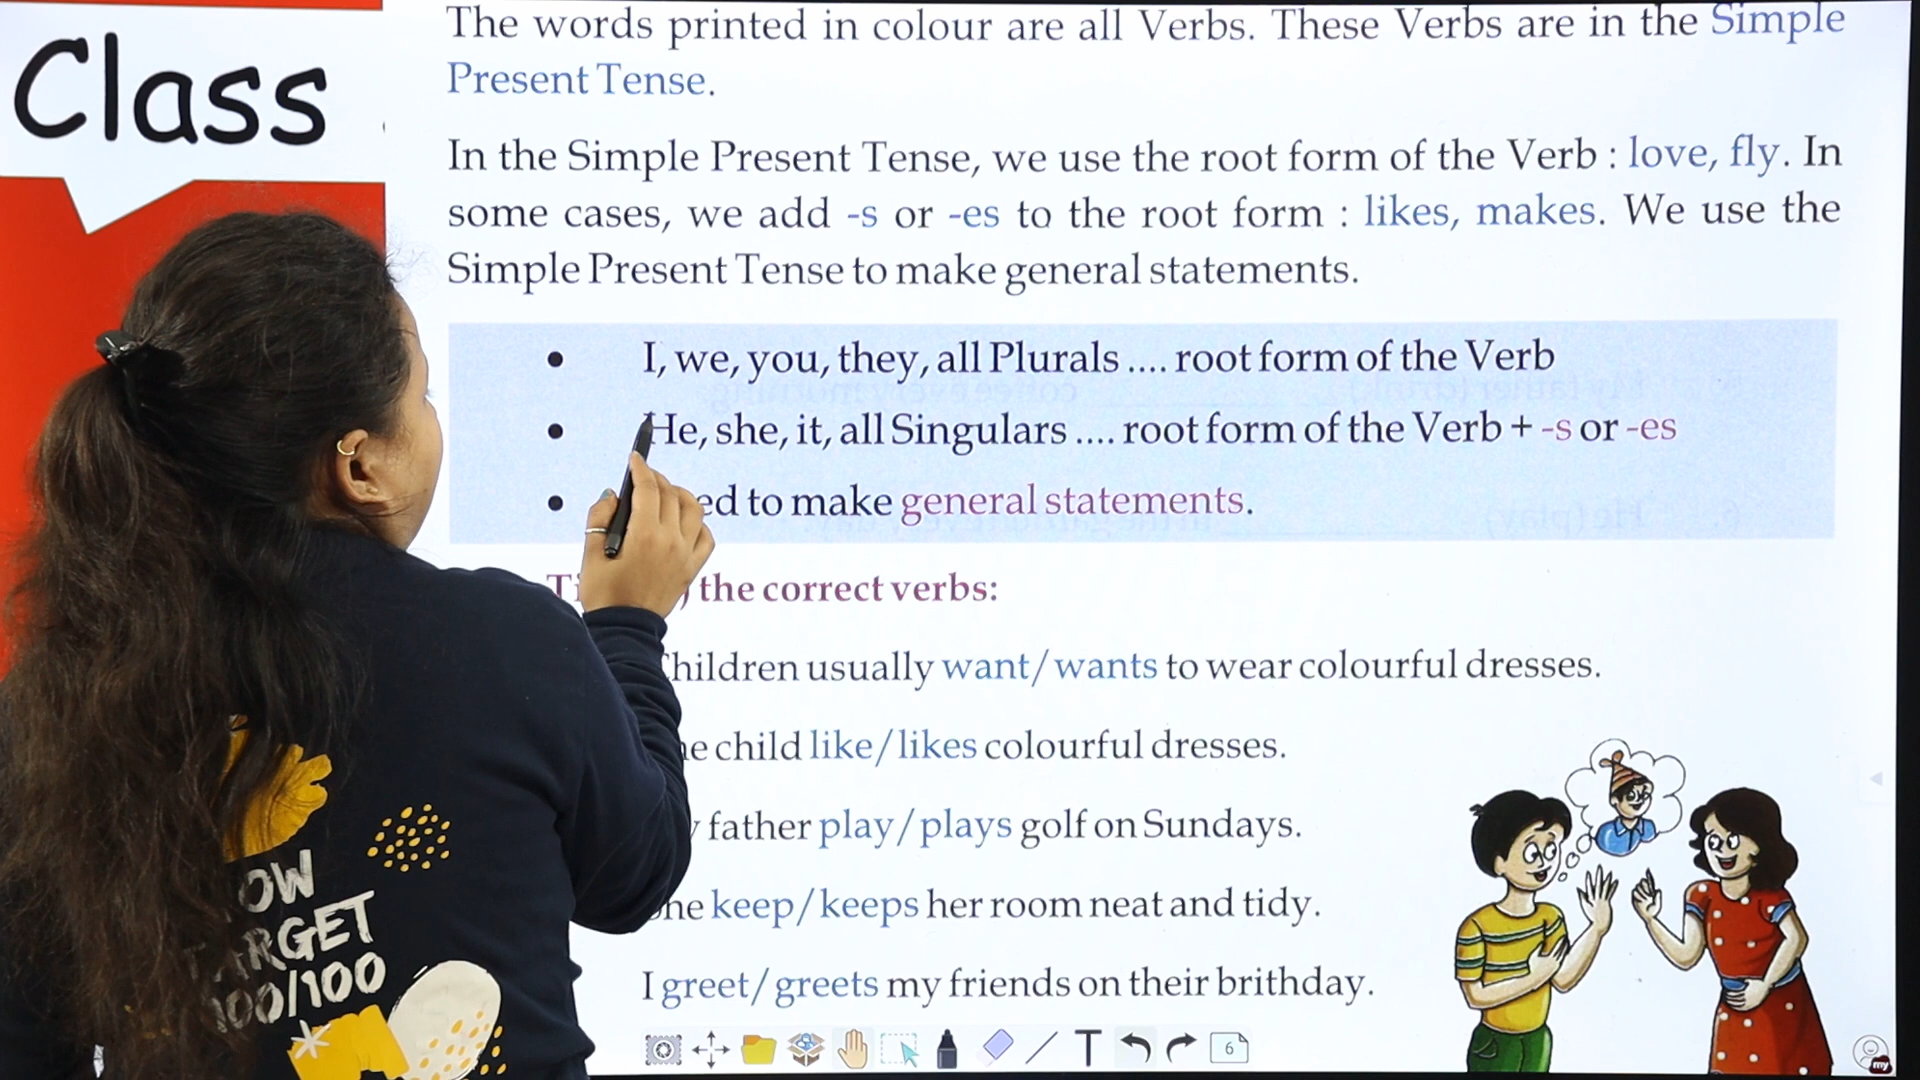 Class
The words printed in colour are all Verbs. These Verbs are in the Simple
Present Tense.
In the Simple Present Tense, we use the root form of the Verb : love, fly. In
some cases, we add -s or -es to the root form : likes, makes. We use the
Simple Present Tense to make general statements.
• I, we, you, they, all Plurals .... root form of the Verb
• He, she, it, all Singulars .... root form of the Verb + -s or -es
• to make general statements.
the correct verbs:
usually want/wants to wear colourful dresses.
child like/likes colourful dresses.
father play/plays golf on Sundays.
keep/keeps her room neat and tidy.
I greet/greets my friends on their brithday.
100/100
T
6
my